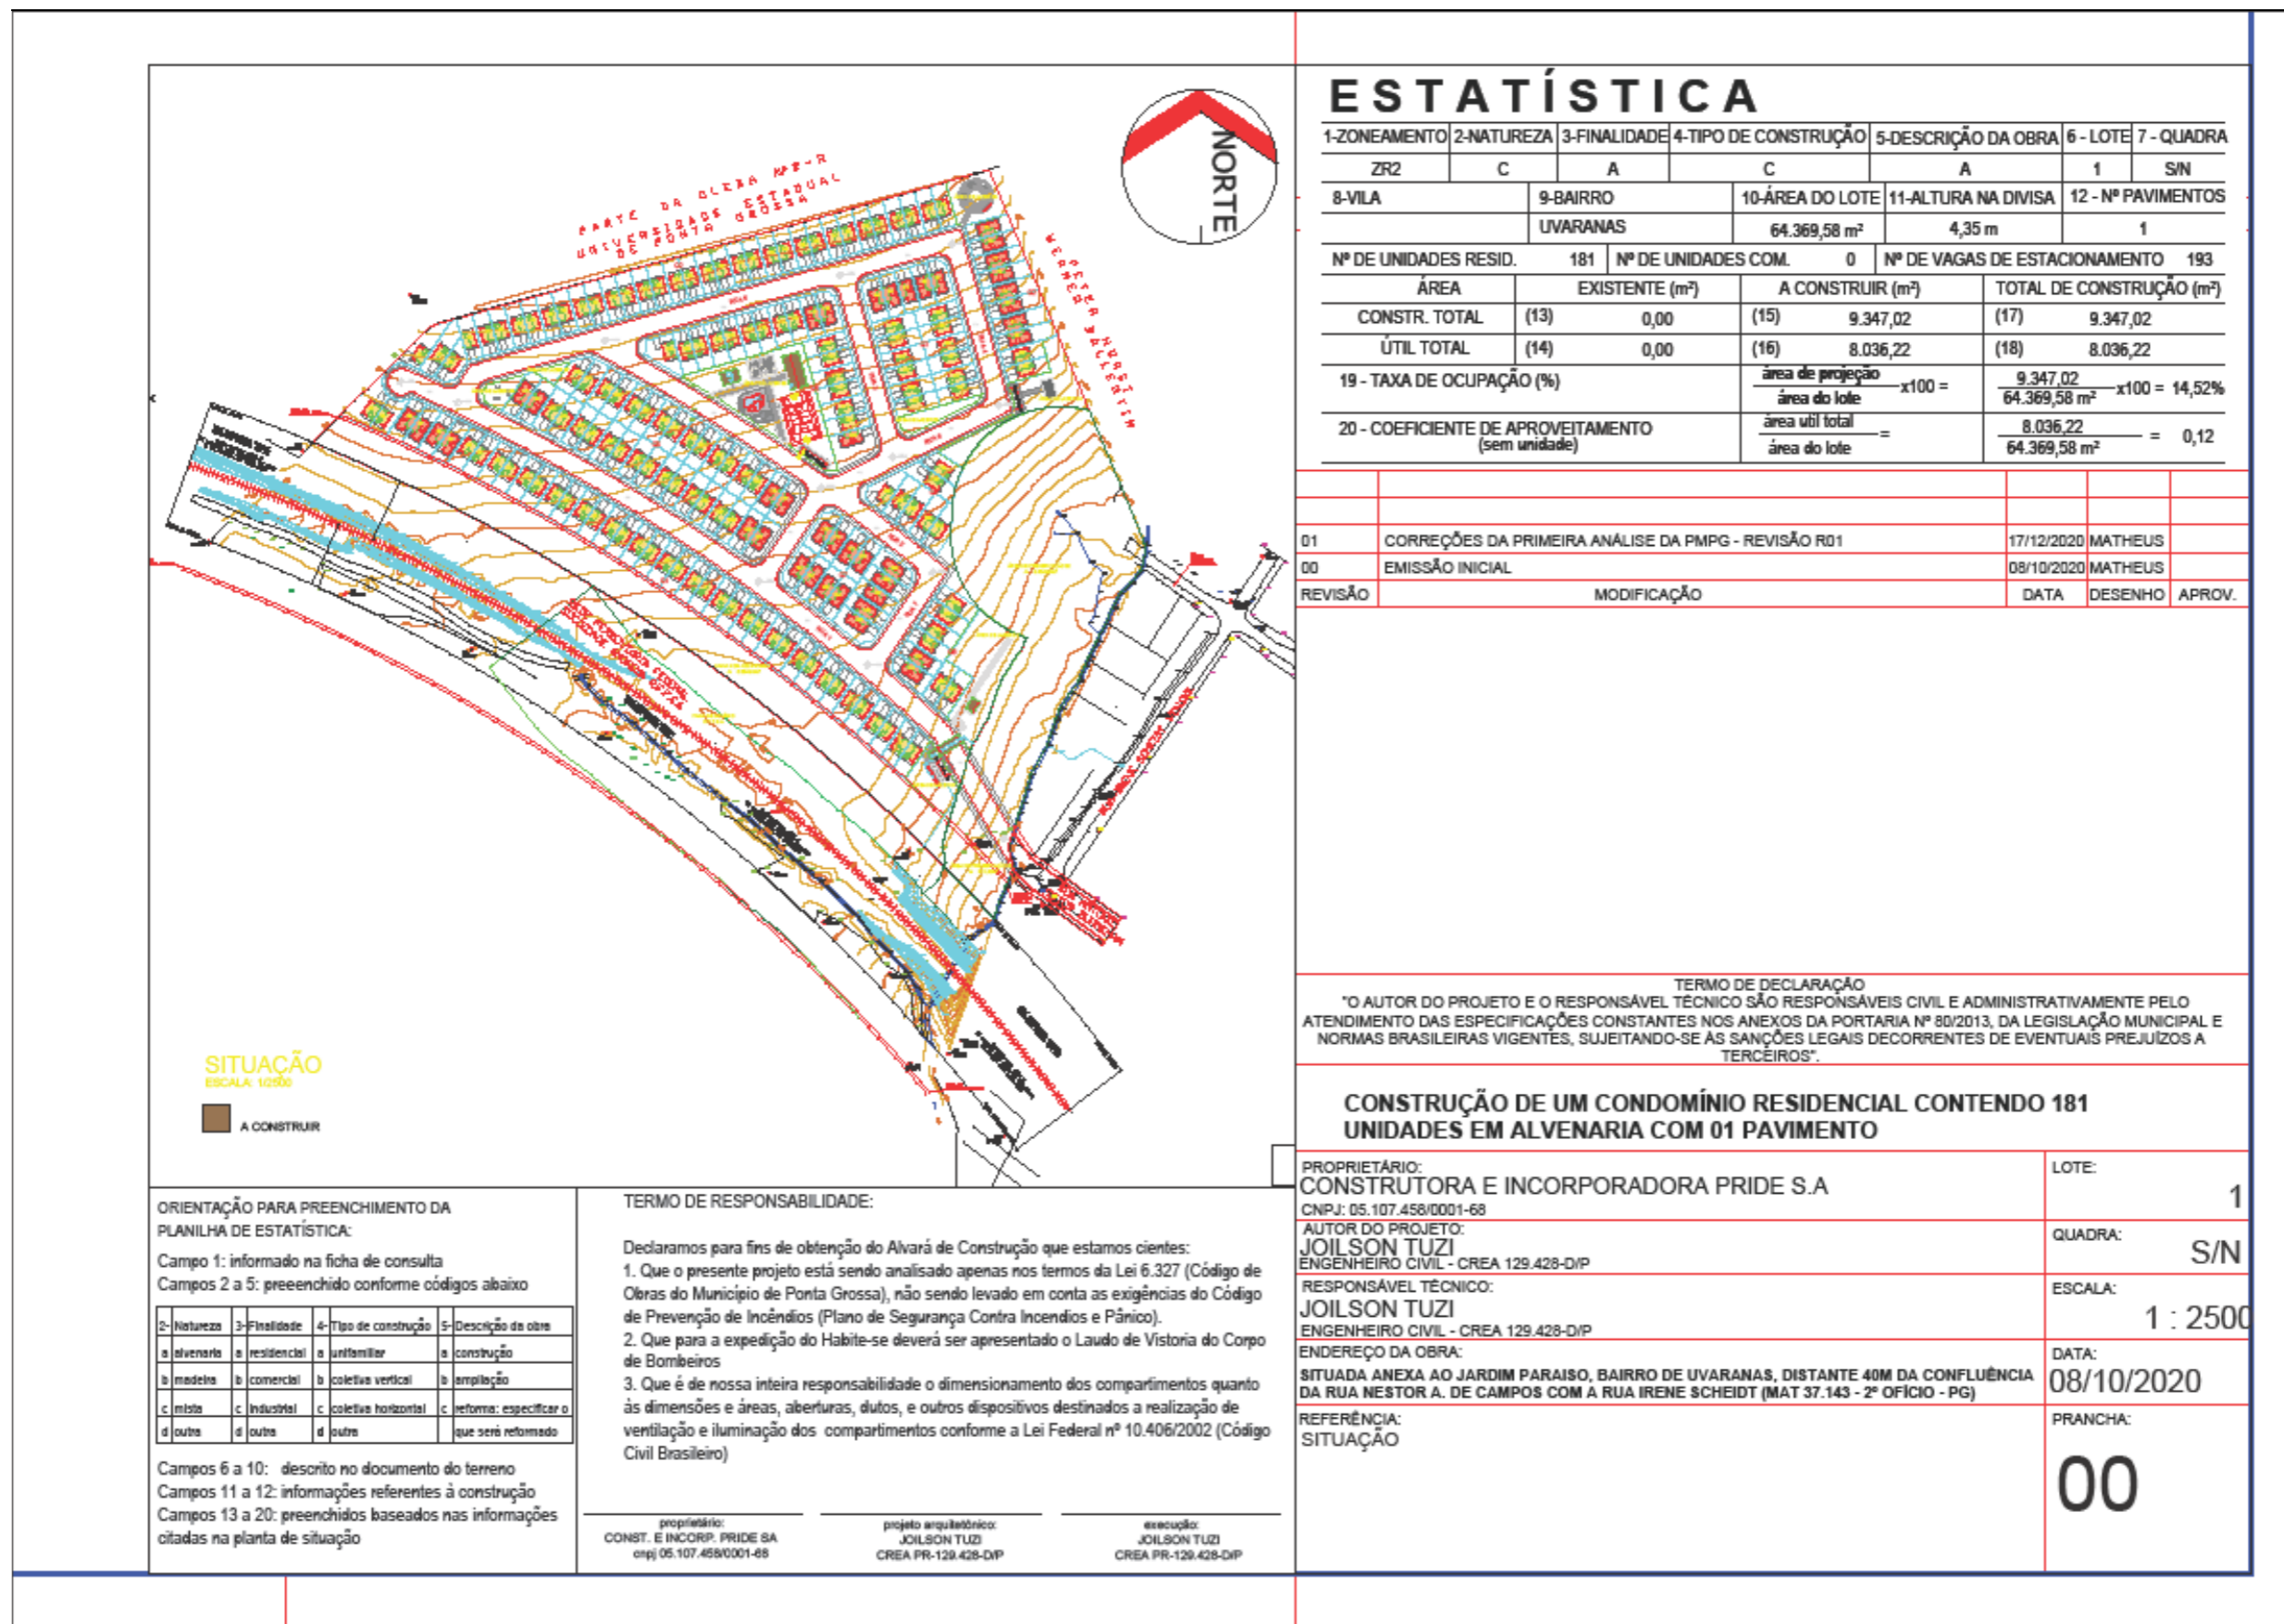 PARTE DA GLEBA Nº2-R
UNIVERSIDADE ESTADUAL
DE PONTA GROSSA
NORTE
SITUAÇÃO
ESCALA: 1/2500
A CONSTRUIR
ESTATÍSTICA
1-ZONEAMENTO 2-NATUREZA 3-FINALIDADE 4-TIPO DE CONSTRUÇÃO 5-DESCRIÇÃO DA OBRA 6 - LOTE 7 - QUADRA
ZR2 C A C A 1 S/N
8-VILA 9-BAIRRO 10-ÁREA DO LOTE 11-ALTURA NA DIVISA 12 - Nº PAVIMENTOS
UVARANAS 64.369,58 m² 4,35 m 1
Nº DE UNIDADES RESID. 181 Nº DE UNIDADES COM. 0 Nº DE VAGAS DE ESTACIONAMENTO 193
ÁREA EXISTENTE (m²) A CONSTRUIR (m²) TOTAL DE CONSTRUÇÃO (m²)
CONSTR. TOTAL (13) 0,00 (15) 9.347,02 (17) 9.347,02
ÚTIL TOTAL (14) 0,00 (16) 8.036,22 (18) 8.036,22
19 - TAXA DE OCUPAÇÃO (%) área de projeção / área do lote x100 = 9.347,02 / 64.369,58 m² x100 = 14,52%
20 - COEFICIENTE DE APROVEITAMENTO (sem unidade) área util total / área do lote = 8.036,22 / 64.369,58 m² = 0,12
01 CORREÇÕES DA PRIMEIRA ANÁLISE DA PMPG - REVISÃO R01 17/12/2020 MATHEUS
00 EMISSÃO INICIAL 08/10/2020 MATHEUS
REVISÃO MODIFICAÇÃO DATA DESENHO APROV.
TERMO DE DECLARAÇÃO
"O AUTOR DO PROJETO E O RESPONSÁVEL TÉCNICO SÃO RESPONSÁVEIS CIVIL E ADMINISTRATIVAMENTE PELO
ATENDIMENTO DAS ESPECIFICAÇÕES CONSTANTES NOS ANEXOS DA PORTARIA Nº 80/2013, DA LEGISLAÇÃO MUNICIPAL E
NORMAS BRASILEIRAS VIGENTES, SUJEITANDO-SE ÀS SANÇÕES LEGAIS DECORRENTES DE EVENTUAIS PREJUÍZOS A
TERCEIROS".
CONSTRUÇÃO DE UM CONDOMÍNIO RESIDENCIAL CONTENDO 181
UNIDADES EM ALVENARIA COM 01 PAVIMENTO
PROPRIETÁRIO:
CONSTRUTORA E INCORPORADORA PRIDE S.A
CNPJ: 05.107.458/0001-68
LOTE:
1
AUTOR DO PROJETO:
JOILSON TUZI
ENGENHEIRO CIVIL - CREA 129.428-D/P
QUADRA:
S/N
RESPONSÁVEL TÉCNICO:
JOILSON TUZI
ENGENHEIRO CIVIL - CREA 129.428-D/P
ESCALA:
1 : 2500
ENDEREÇO DA OBRA:
SITUADA ANEXA AO JARDIM PARAISO, BAIRRO DE UVARANAS, DISTANTE 40M DA CONFLUÊNCIA
DA RUA NESTOR A. DE CAMPOS COM A RUA IRENE SCHEIDT (MAT 37.143 - 2º OFÍCIO - PG)
DATA:
08/10/2020
REFERÊNCIA:
SITUAÇÃO
PRANCHA:
00
ORIENTAÇÃO PARA PREENCHIMENTO DA
PLANILHA DE ESTATÍSTICA:
Campo 1: informado na ficha de consulta
Campos 2 a 5: preeenchido conforme códigos abaixo
2- Natureza 3- Finalidade 4- Tipo de construção 5- Descrição da obra
a alvenaria a residencial a unifamiliar a construção
b madeira b comercial b coletiva vertical b ampliação
c mista c industrial c coletiva horizontal c reforma: especificar o
d outra d outra d outra que será reformado
Campos 6 a 10: descrito no documento do terreno
Campos 11 a 12: informações referentes à construção
Campos 13 a 20: preenchidos baseados nas informações
citadas na planta de situação
TERMO DE RESPONSABILIDADE:
Declaramos para fins de obtenção do Alvará de Construção que estamos cientes:
1. Que o presente projeto está sendo analisado apenas nos termos da Lei 6.327 (Código de
Obras do Município de Ponta Grossa), não sendo levado em conta as exigências do Código
de Prevenção de Incêndios (Plano de Segurança Contra Incendios e Pânico).
2. Que para a expedição do Habite-se deverá ser apresentado o Laudo de Vistoria do Corpo
de Bombeiros
3. Que é de nossa inteira responsabilidade o dimensionamento dos compartimentos quanto
às dimensões e áreas, aberturas, dutos, e outros dispositivos destinados a realização de
ventilação e iluminação dos compartimentos conforme a Lei Federal nº 10.406/2002 (Código
Civil Brasileiro)
proprietário:
CONST. E INCORP. PRIDE SA
cnpj 05.107.458/0001-68
projeto arquitetônico:
JOILSON TUZI
CREA PR-129.428-D/P
execução:
JOILSON TUZI
CREA PR-129.428-D/P